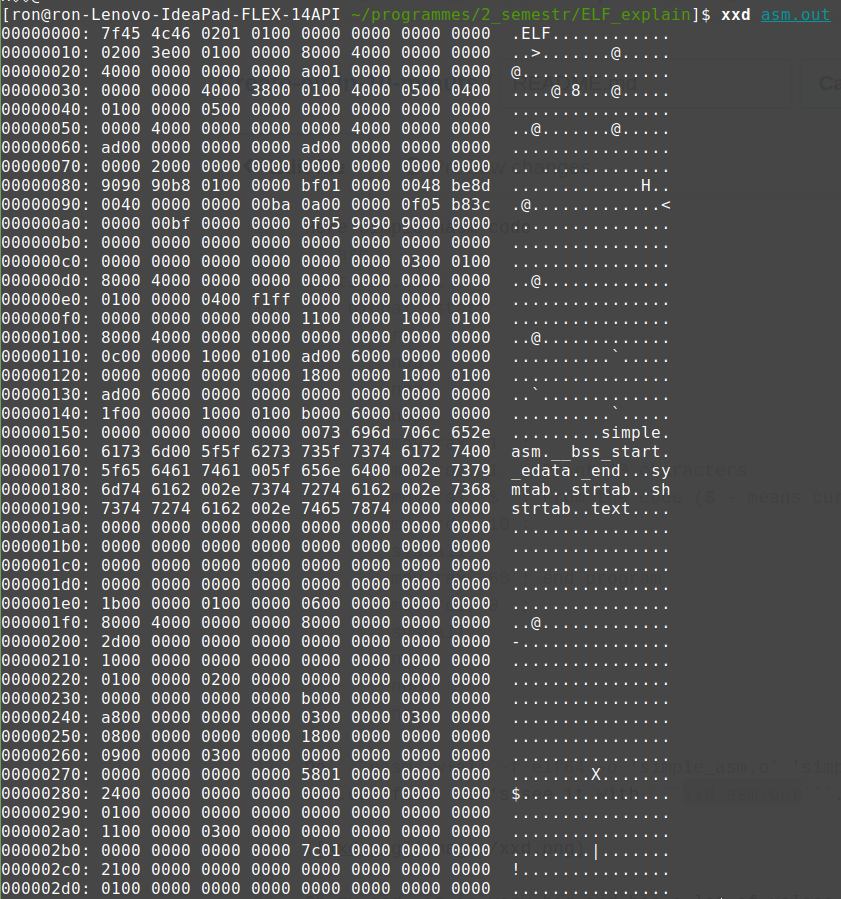 [ron@ron-Lenovo-IdeaPad-FLEX-14API ~/programmes/2_semestr/ELF_explain]$ xxd asm.out
00000000: 7f45 4c46 0201 0100 0000 0000 0000 0000  .ELF............
00000010: 0200 3e00 0100 0000 8000 4000 0000 0000  ..>.......@.....
00000020: 4000 0000 0000 0000 a001 0000 0000 0000  @...............
00000030: 0000 0000 4000 3800 0100 4000 0500 0400  ....@.8...@.....
00000040: 0100 0000 0500 0000 0000 0000 0000 0000  ................
00000050: 0000 4000 0000 0000 0000 4000 0000 0000  ..@.......@.....
00000060: ad00 0000 0000 0000 ad00 0000 0000 0000  ................
00000070: 0000 2000 0000 0000 0000 0000 0000 0000  .. .............
00000080: 9090 90b8 0100 0000 bf01 0000 0048 be8d  .............H..
00000090: 0040 0000 0000 00ba 0a00 0000 0f05 b83c  .@.............<
000000a0: 0000 00bf 0000 0000 0f05 9090 9000 0000  ................
000000b0: 0000 0000 0000 0000 0000 0000 0000 0000  ................
000000c0: 0000 0000 0000 0000 0000 0000 0300 0100  ................
000000d0: 8000 4000 0000 0000 0000 0000 0000 0000  ..@.............
000000e0: 0100 0000 0400 f1ff 0000 0000 0000 0000  ................
000000f0: 0000 0000 0000 0000 1100 0000 1000 0100  ................
00000100: 8000 4000 0000 0000 0000 0000 0000 0000  ..@.............
00000110: 0c00 0000 1000 0100 ad00 6000 0000 0000  ..........`.....
00000120: 0000 0000 0000 0000 1800 0000 1000 0100  ................
00000130: ad00 6000 0000 0000 0000 0000 0000 0000  ..`.............
00000140: 1f00 0000 1000 0100 b000 6000 0000 0000  ..........`.....
00000150: 0000 0000 0000 0000 0073 696d 706c 652e  .........simple.
00000160: 6173 6d00 5f5f 6273 735f 7374 6172 7400  asm.__bss_start.
00000170: 5f65 6461 7461 005f 656e 6400 002e 7379  _edata._end...sy
00000180: 6d74 6162 002e 7374 7274 6162 002e 7368  mtab..strtab..sh
00000190: 7374 7274 6162 002e 7465 7874 0000 0000  strtab..text....
000001a0: 0000 0000 0000 0000 0000 0000 0000 0000  ................
000001b0: 0000 0000 0000 0000 0000 0000 0000 0000  ................
000001c0: 0000 0000 0000 0000 0000 0000 0000 0000  ................
000001d0: 0000 0000 0000 0000 0000 0000 0000 0000  ................
000001e0: 1b00 0000 0100 0000 0600 0000 0000 0000  ................
000001f0: 8000 4000 0000 0000 8000 0000 0000 0000  ..@.............
00000200: 2d00 0000 0000 0000 0000 0000 0000 0000  -...............
00000210: 1000 0000 0000 0000 0000 0000 0000 0000  ................
00000220: 0100 0000 0200 0000 0000 0000 0000 0000  ................
00000230: 0000 0000 0000 0000 b000 0000 0000 0000  ................
00000240: a800 0000 0000 0000 0300 0000 0300 0000  ................
00000250: 0800 0000 0000 0000 1800 0000 0000 0000  ................
00000260: 0900 0000 0300 0000 0000 0000 0000 0000  ................
00000270: 0000 0000 0000 0000 5801 0000 0000 0000  ........X.......
00000280: 2400 0000 0000 0000 0000 0000 0000 0000  $...............
00000290: 0100 0000 0000 0000 0000 0000 0000 0000  ................
000002a0: 1100 0000 0300 0000 0000 0000 0000 0000  ................
000002b0: 0000 0000 0000 0000 7c01 0000 0000 0000  ........|.......
000002c0: 2100 0000 0000 0000 0000 0000 0000 0000  !...............
000002d0: 0100 0000 0000 0000 0000 0000 0000 0000  ................